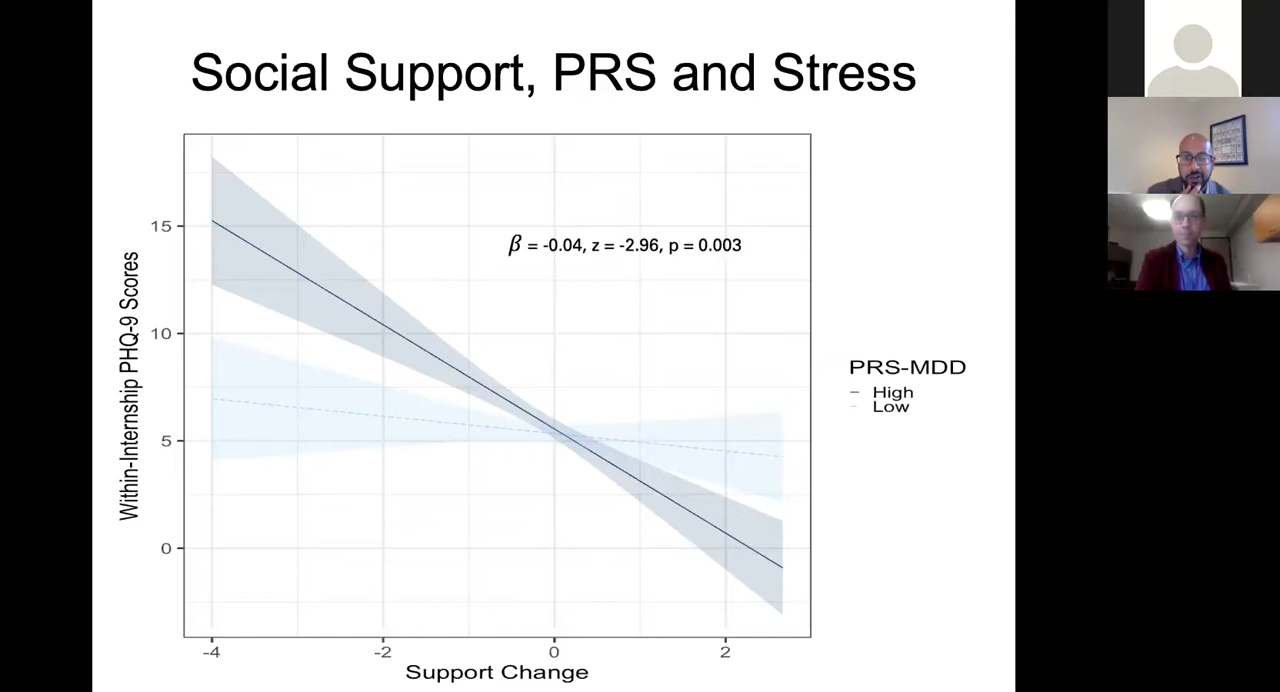 Social Support, PRS and Stress
Within-Internship PHQ-9 Scores
15
10
5
0
β = -0.04, z = -2.96, p = 0.003
-4
-2
0
2
Support Change
PRS-MDD
High
Low